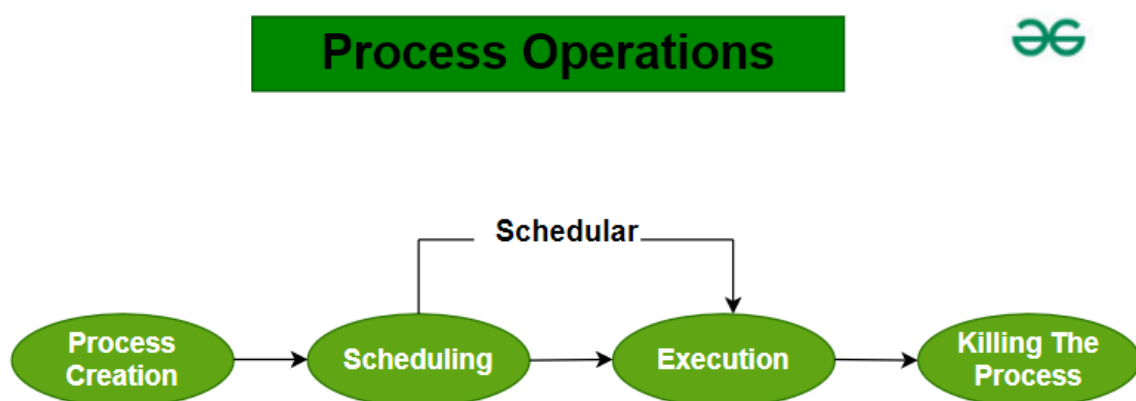 Process Operations
Schedular
Process
Creation
Scheduling
Execution
Killing The
Process